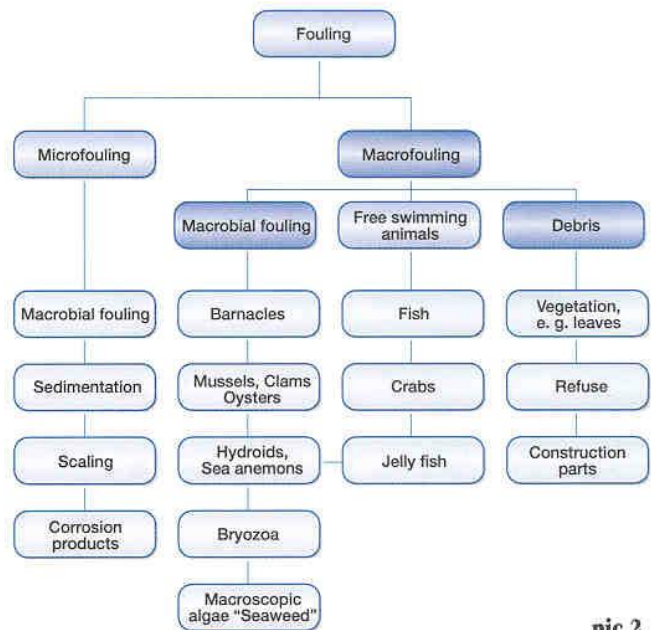 Fouling
Microfouling
Macrofouling
Macrobial fouling
Free swimming
animals
Debris
Macrobial fouling
Barnacles
Fish
Vegetation,
e. g. leaves
Sedimentation
Mussels, Clams
Oysters
Crabs
Refuse
Scaling
Hydroids,
Sea anemons
Jelly fish
Construction
parts
Corrosion
products
Bryozoa
Macroscopic
algae "Seaweed"
pic 2